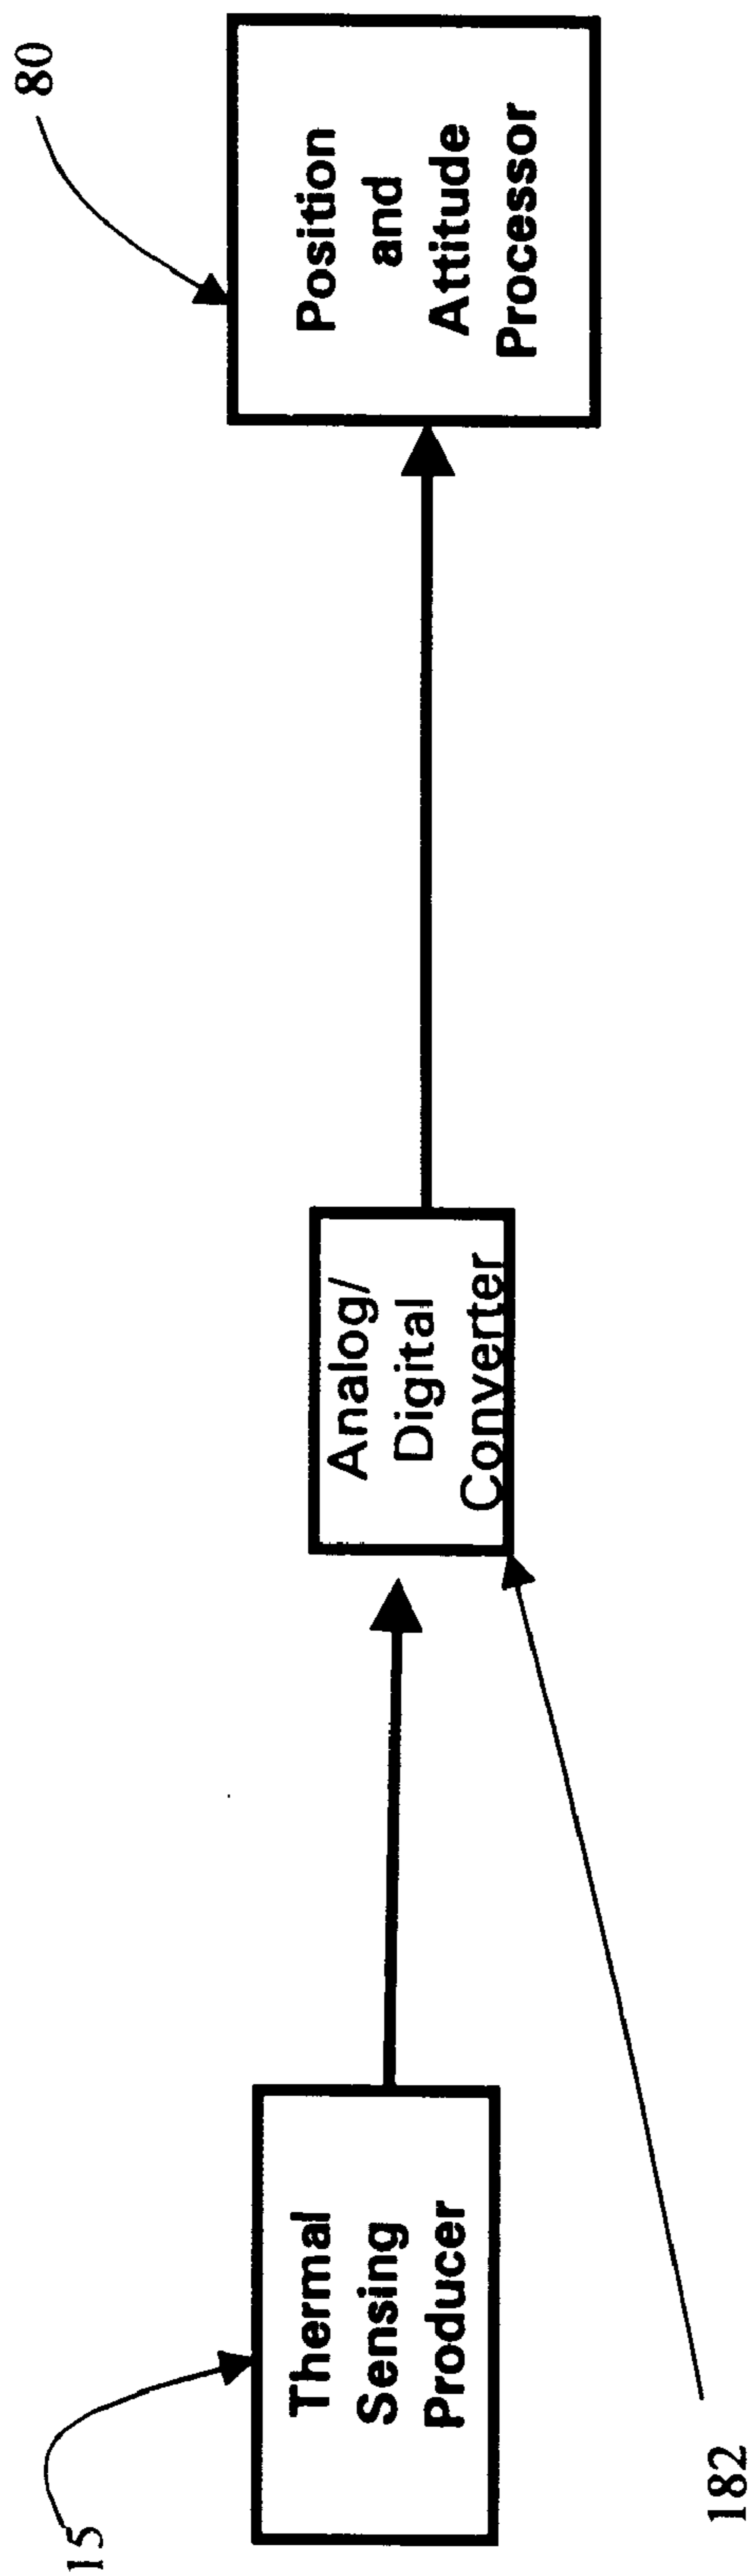 15
Thermal
Sensing
Producer
182
Analog/
Digital
Converter
80
Position
and
Attitude
Processor